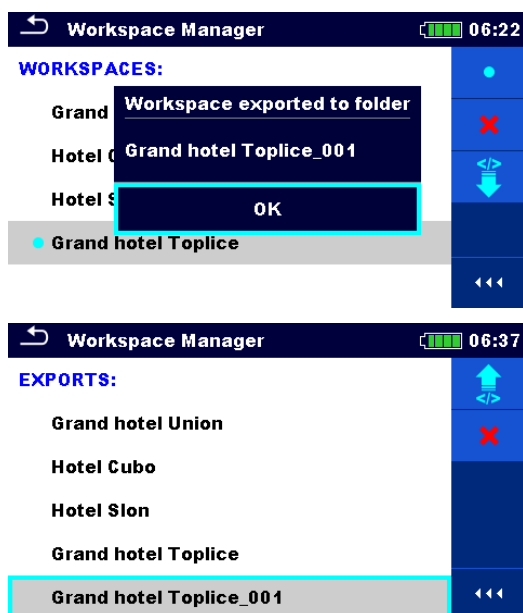 Workspace Manager 06:22
WORKSPACES:
Grand
Workspace exported to folder
Hotel
Grand hotel Toplice_001
Hotel
OK
Grand hotel Toplice
</>
Workspace Manager 06:37
EXPORTS:
</>
Grand hotel Union
Hotel Cubo
Hotel Slon
Grand hotel Toplice
Grand hotel Toplice_001